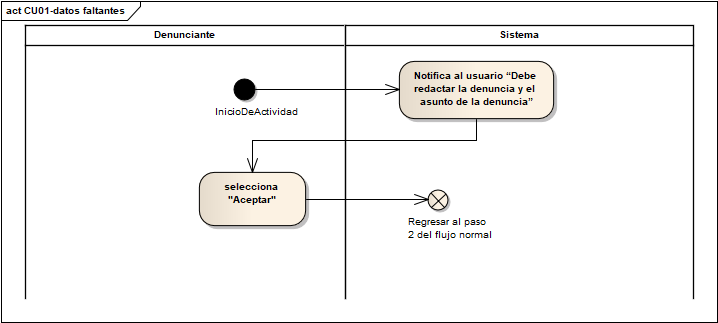 act CU01-datos faltantes
Denunciante
Sistema
Notifica al usuario “Debe
redactar la denuncia y el
asunto de la denuncia”
InicioDeActividad
selecciona
"Aceptar"
Regresar al paso
2 del flujo normal